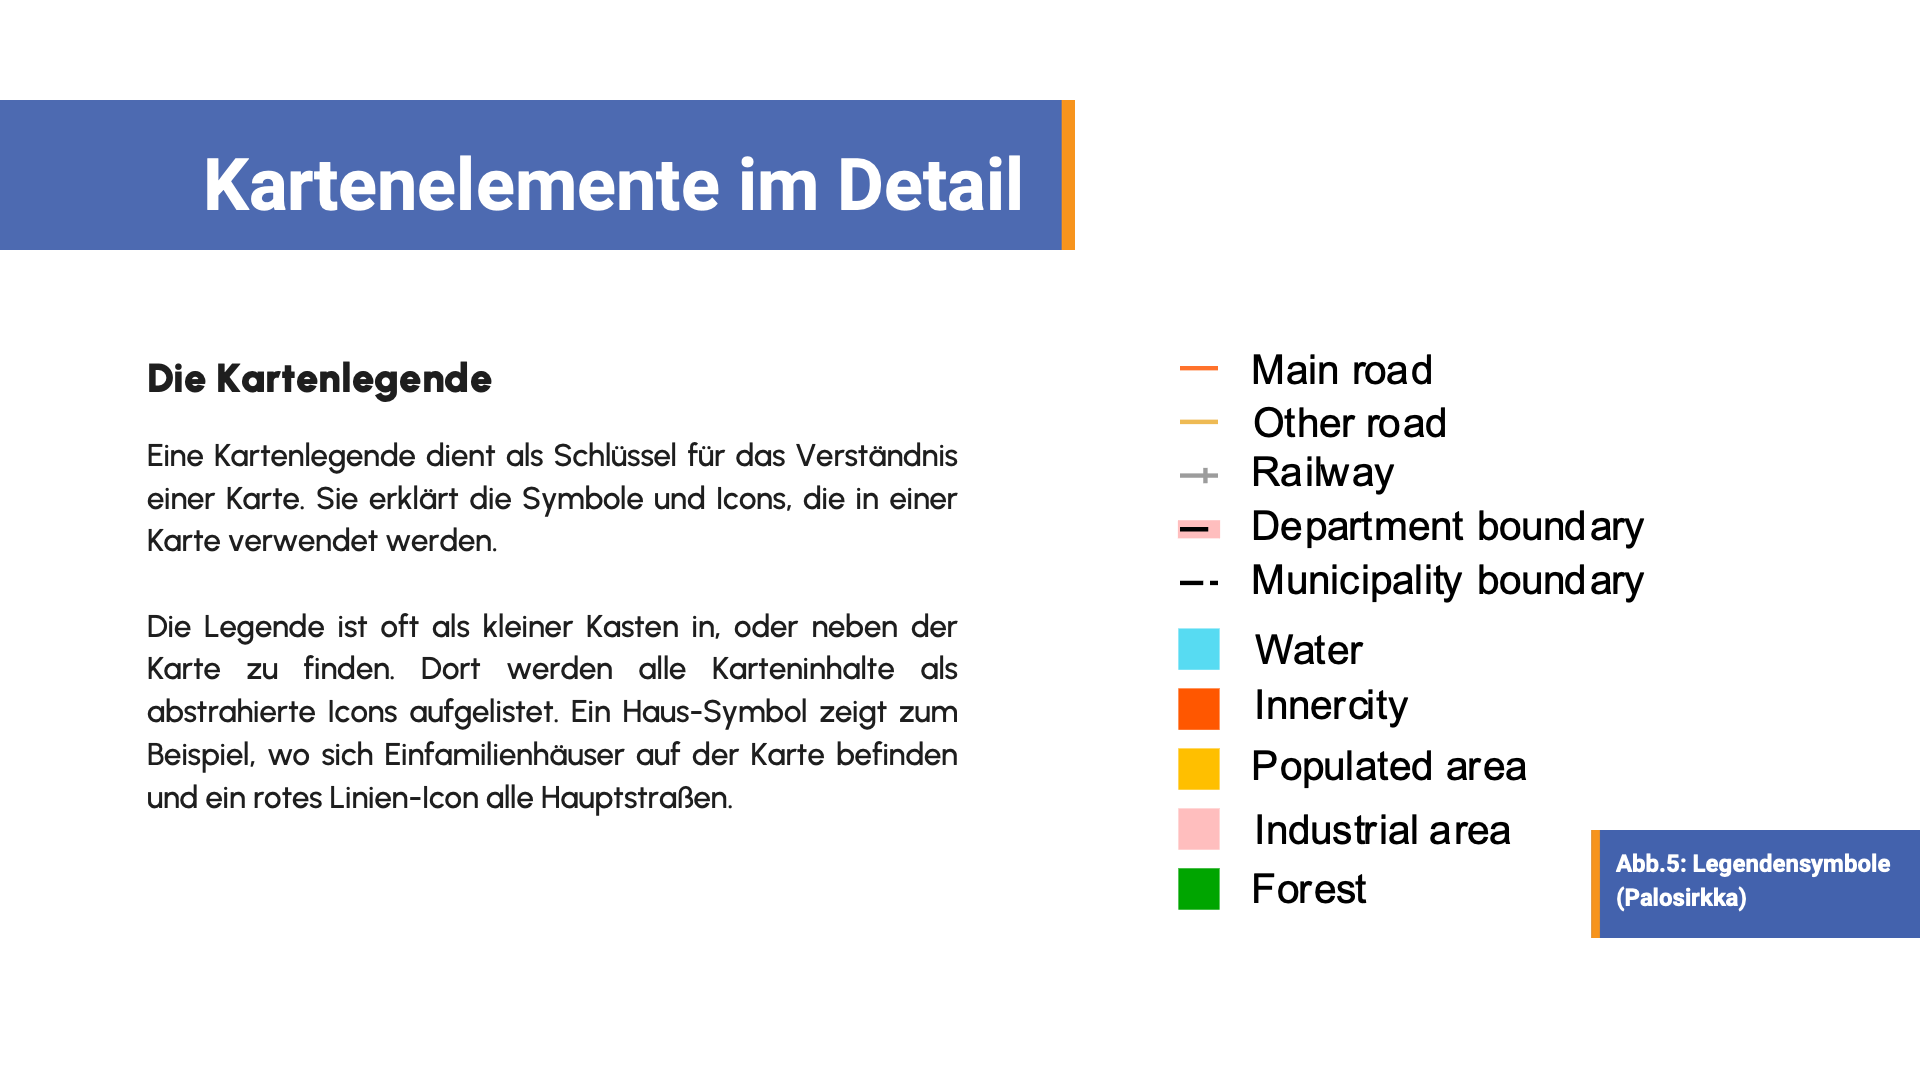 Kartenelemente im Detail
Die Kartenlegende
Eine Kartenlegende dient als Schlüssel für das Verständnis
einer Karte. Sie erklärt die Symbole und Icons, die in einer
Karte verwendet werden.
Die Legende ist oft als kleiner Kasten in, oder neben der
Karte zu finden. Dort werden alle Karteninhalte als
abstrahierte Icons aufgelistet. Ein Haus-Symbol zeigt zum
Beispiel, wo sich Einfamilienhäuser auf der Karte befinden
und ein rotes Linien-Icon alle Hauptstraßen.
Main road
Other road
Railway
Department boundary
Municipality boundary
Water
Innercity
Populated area
Industrial area
Forest
Abb.5: Legendensymbole
(Palosirkka)